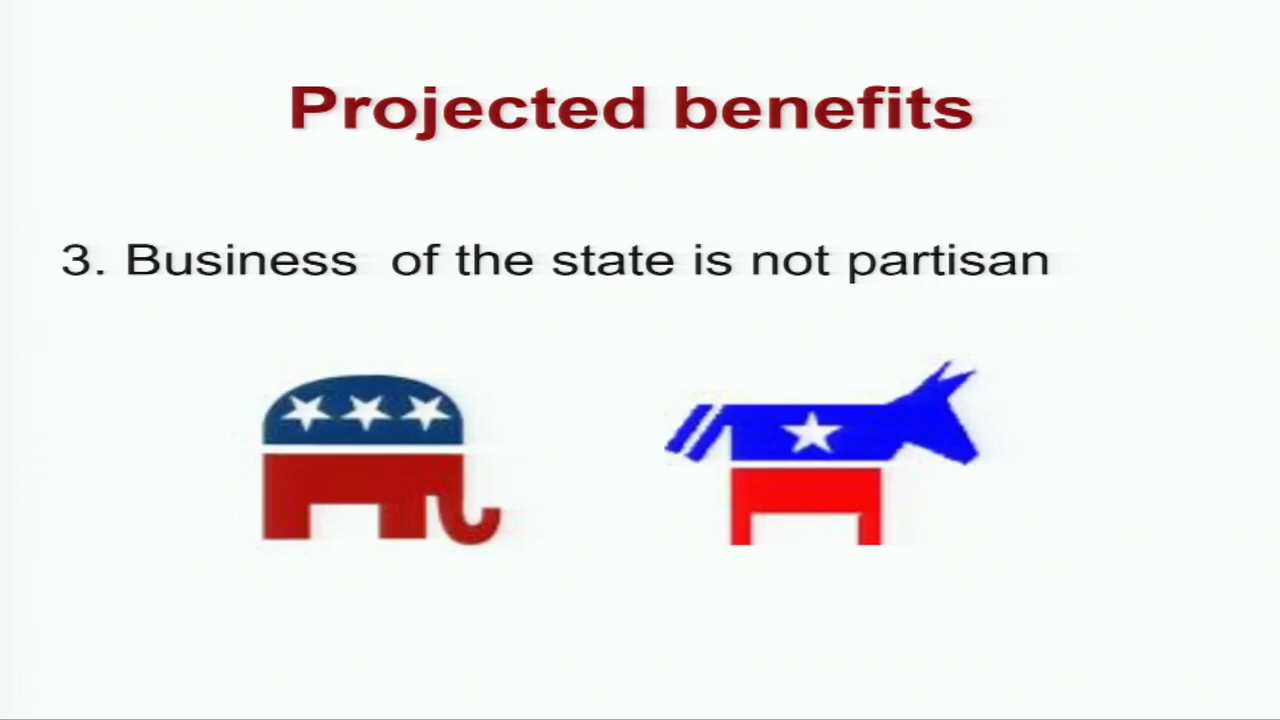 Projected benefits
3. Business of the state is not partisan